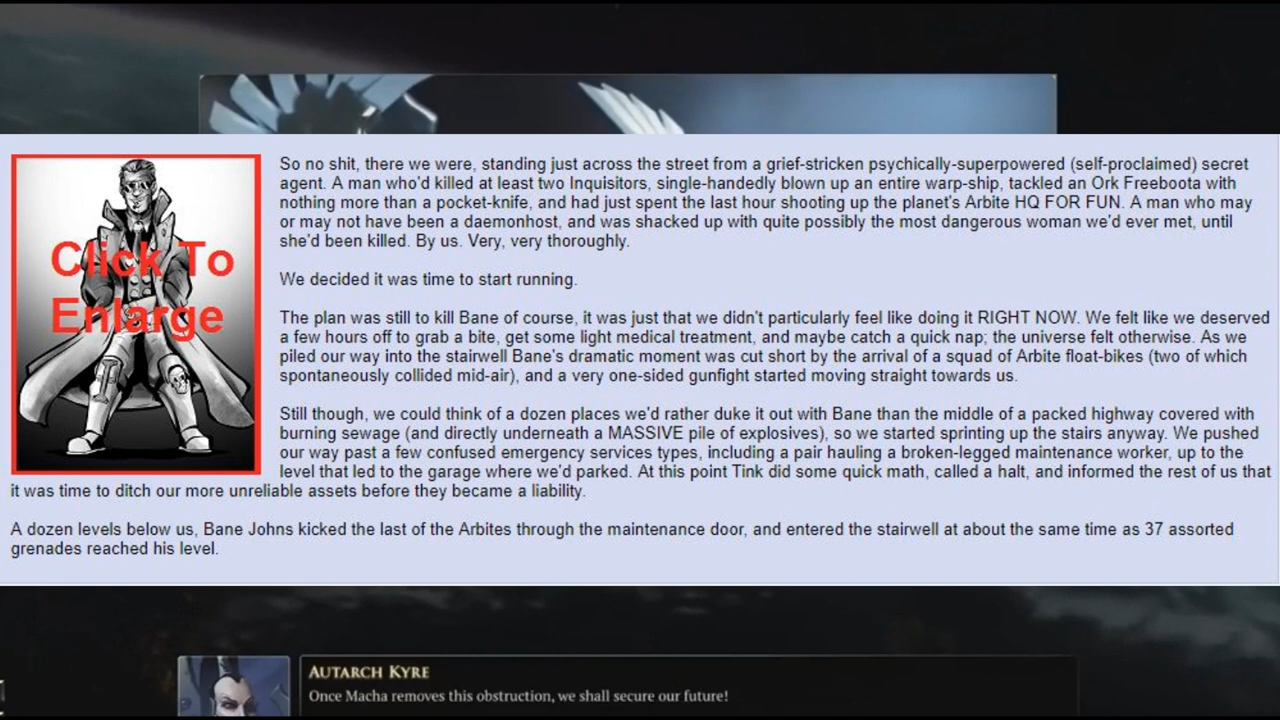 Click To
Enlarge
So no shit, there we were, standing just across the street from a grief-stricken psychically-superpowered (self-proclaimed) secret
agent. A man who'd killed at least two Inquisitors, single-handedly blown up an entire warp-ship, tackled an Ork Freeboota with
nothing more than a pocket-knife, and had just spent the last hour shooting up the planet's Arbite HQ FOR FUN. A man who may
or may not have been a daemonhost, and was shacked up with quite possibly the most dangerous woman we'd ever met, until
she'd been killed. By us. Very, very thoroughly.
We decided it was time to start running.
The plan was still to kill Bane of course, it was just that we didn't particularly feel like doing it RIGHT NOW. We felt like we deserved
a few hours off to grab a bite, get some light medical treatment, and maybe catch a quick nap; the universe felt otherwise. As we
piled our way into the stairwell Bane's dramatic moment was cut short by the arrival of a squad of Arbite float-bikes (two of which
spontaneously collided mid-air), and a very one-sided gunfight started moving straight towards us.
Still though, we could think of a dozen places we'd rather duke it out with Bane than the middle of a packed highway covered with
burning sewage (and directly underneath a MASSIVE pile of explosives), so we started sprinting up the stairs anyway. We pushed
our way past a few confused emergency services types, including a pair hauling a broken-legged maintenance worker, up to the
level that led to the garage where we'd parked. At this point Tink did some quick math, called a halt, and informed the rest of us that
it was time to ditch our more unreliable assets before they became a liability.
A dozen levels below us, Bane Johns kicked the last of the Arbites through the maintenance door, and entered the stairwell at about the same time as 37 assorted
grenades reached his level.
Autarch Kyre
Once Macha removes this obstruction, we shall secure our future!